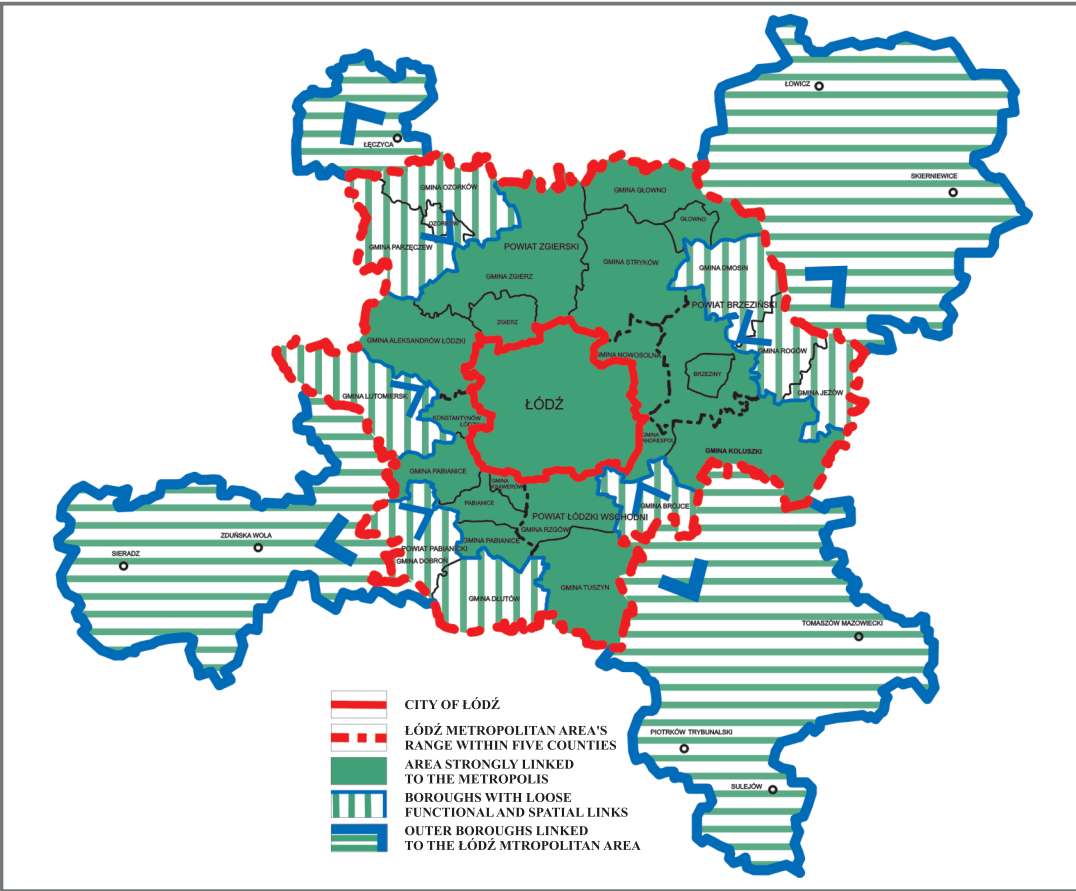 ŁOWICZ
ŁĘCZYCA
SKIERNIEWICE
GMINA OZORKÓW
GMINA GŁOWNO
OZORKÓW
GŁOWNO
GMINA PARZĘCZEW
POWIAT ZGIERSKI
GMINA STRYKÓW
GMINA DMOSIN
GMINA ZGIERZ
POWIAT BRZEZIŃSKI
ZGIERZ
GMINA ALEKSANDRÓW ŁÓDZKI
GMINA NOWOSOLNA
GMINA ROGÓW
BRZEZINY
GMINA LUTOMIERSK
GMINA JEŻÓW
ŁÓDŹ
KONSTANTYNÓW
GMINA
GMINA KOLUSZKI
GMINA PABIANICE
GMINA
PABIANICE
GMINA BRÓJCE
POWIAT ŁÓDZKI WSCHODNI
GMINA RZGÓW
ZDUŃSKA WOLA
GMINA PABIANICE
POWIAT PABIANICKI
SIERADZ
GMINA DOBROŃ
GMINA TUSZYN
GMINA DŁUTÓW
TOMASZÓW MAZOWIECKI
PIOTRKÓW TRYBUNALSKI
SULEJÓW
CITY OF ŁÓDŹ
ŁÓDŹ METROPOLITAN AREA'S
RANGE WITHIN FIVE COUNTIES
AREA STRONGLY LINKED
TO THE METROPOLIS
BOROUGHS WITH LOOSE
FUNCTIONAL AND SPATIAL LINKS
OUTER BOROUGHS LINKED
TO THE ŁÓDŹ MTROPOLITAN AREA